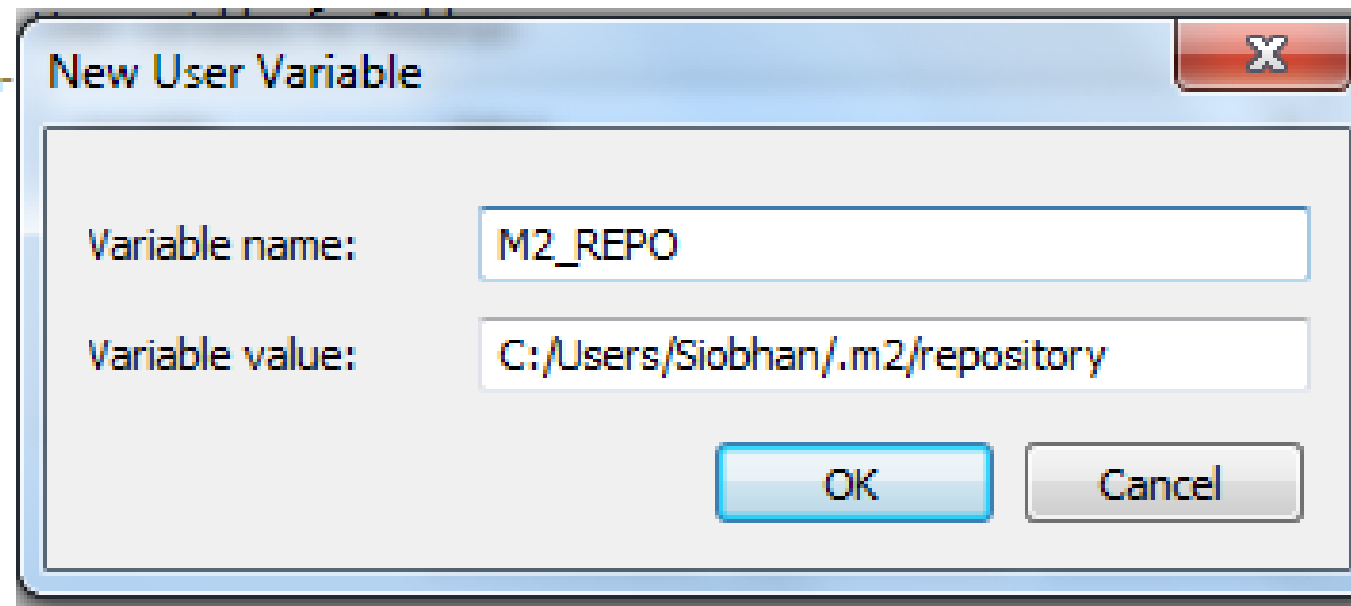 New User Variable
Variable name: M2_REPO
Variable value: C:/Users/Siobhan/.m2/repository
OK Cancel